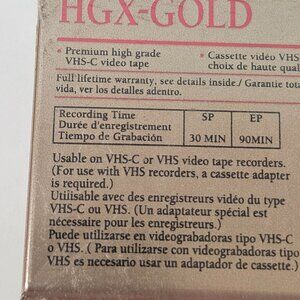 HGX-GOLD
• Premium high grade VHS-C video tape
• Cassette vidéo VHS choix de haute qual
Full lifetime warranty, see details inside / Garantie tota
vida, ver los detalles adentro.
Recording Time SP EP
Durée d'enregistrement
Tiempo de Grabación 30 MIN 90MIN
Usable on VHS-C or VHS video tape recorders.
(For use with VHS recorders, a cassette adapter
is required.)
Utiiisable avec des enregistreurs vidéo du type
VHS-C ou VHS. (Un adaptateur spécial est
nécessaire pour les enregistreurs.)
Puede utilizarse en videograbadoras tipo VHS-C
o VHS. ( Para utilizarse con videograbadoras tipo
VHS es necesario usar un adaptador de cassette.)